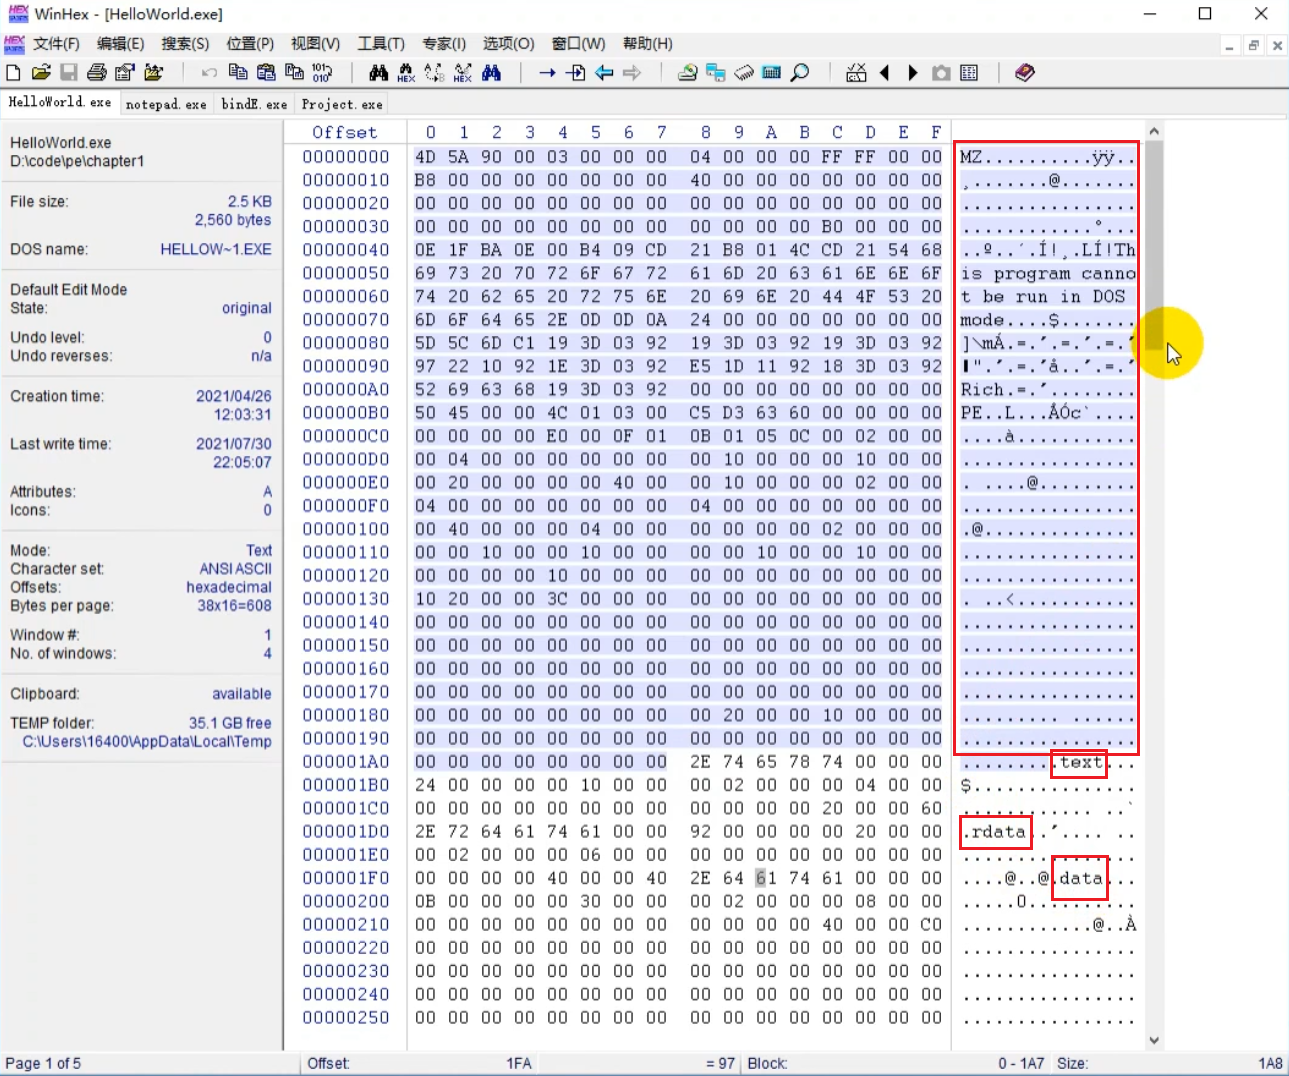 WinHex - [HelloWorld.exe]
文件(F) 编辑(E) 搜索(S) 位置(P) 视图(V) 工具(T) 专家(I) 选项(O) 窗口(W) 帮助(H)
HelloWorld.exe notepad.exe bindE.exe Project.exe
HelloWorld.exe
D:\code\pe\chapter1
File size: 2.5 KB
2,560 bytes
DOS name: HELLOW~1.EXE
Default Edit Mode
State: original
Undo level: 0
Undo reverses: n/a
Creation time: 2021/04/26
12:03:31
Last write time: 2021/07/30
22:05:07
Attributes: A
Icons: 0
Mode: Text
Character set: ANSI ASCII
Offsets: hexadecimal
Bytes per page: 38x16=608
Window #: 1
No. of windows: 4
Clipboard: available
TEMP folder: 35.1 GB free
C:\Users\16400\AppData\Local\Temp
Offset 0 1 2 3 4 5 6 7 8 9 A B C D E F
00000000 4D 5A 90 00 03 00 00 00 04 00 00 00 FF FF 00 00 MZ..........ÿÿ..
00000010 B8 00 00 00 00 00 00 00 40 00 00 00 00 00 00 00 ¸.......@.......
00000020 00 00 00 00 00 00 00 00 00 00 00 00 00 00 00 00 ................
00000030 00 00 00 00 00 00 00 00 00 00 00 00 B0 00 00 00 ............°...
00000040 0E 1F BA 0E 00 B4 09 CD 21 B8 01 4C CD 21 54 68 ..º..´.Í!¸.LÍ!Th
00000050 69 73 20 70 72 6F 67 72 61 6D 20 63 61 6E 6E 6F is program canno
00000060 74 20 62 65 20 72 75 6E 20 69 6E 20 44 4F 53 20 t be run in DOS
00000070 6D 6F 64 65 2E 0D 0D 0A 24 00 00 00 00 00 00 00 mode....$.......
00000080 5D 5C 6D C1 19 3D 03 92 19 3D 03 92 19 3D 03 92 ]\mÁ.=.′.=.′.=.′
00000090 97 22 10 92 1E 3D 03 92 E5 1D 11 92 18 3D 03 92 ".′.=.′å..′.=.′
000000A0 52 69 63 68 19 3D 03 92 00 00 00 00 00 00 00 00 Rich.=.′........
000000B0 50 45 00 00 4C 01 03 00 C5 D3 63 60 00 00 00 00 PE..L...ÅÓc`....
000000C0 00 00 00 00 E0 00 0F 01 0B 01 05 0C 00 02 00 00 ....à...........
000000D0 00 04 00 00 00 00 00 00 00 10 00 00 00 10 00 00 ................
000000E0 00 20 00 00 00 00 40 00 00 10 00 00 00 02 00 00 . ....@.........
000000F0 04 00 00 00 00 00 00 00 04 00 00 00 00 00 00 00 ................
00000100 00 40 00 00 00 04 00 00 00 00 00 00 02 00 00 00 .@..............
00000110 00 00 10 00 00 10 00 00 00 00 10 00 00 10 00 00 ................
00000120 00 00 00 00 10 00 00 00 00 00 00 00 00 00 00 00 ................
00000130 10 20 00 00 3C 00 00 00 00 00 00 00 00 00 00 00 . ..<...........
00000140 00 00 00 00 00 00 00 00 00 00 00 00 00 00 00 00 ................
00000150 00 00 00 00 00 00 00 00 00 00 00 00 00 00 00 00 ................
00000160 00 00 00 00 00 00 00 00 00 00 00 00 00 00 00 00 ................
00000170 00 00 00 00 00 00 00 00 00 00 00 00 00 00 00 00 ................
00000180 00 00 00 00 00 00 00 00 00 20 00 00 10 00 00 00 ......... ......
00000190 00 00 00 00 00 00 00 00 00 00 00 00 00 00 00 00 ................
000001A0 00 00 00 00 00 00 00 00 2E 74 65 78 74 00 00 00 .........text...
000001B0 24 00 00 00 00 10 00 00 00 02 00 00 00 04 00 00 $...............
000001C0 00 00 00 00 00 00 00 00 00 00 00 00 20 00 00 60 ............ ..`
000001D0 2E 72 64 61 74 61 00 00 92 00 00 00 00 20 00 00 .rdata..′.... ..
000001E0 00 02 00 00 00 06 00 00 00 00 00 00 00 00 00 00 ................
000001F0 00 00 00 00 40 00 00 40 2E 64 61 74 61 00 00 00 ....@..@.data...
00000200 0B 00 00 00 00 30 00 00 00 02 00 00 00 08 00 00 .....0..........
00000210 00 00 00 00 00 00 00 00 00 00 00 00 40 00 00 C0 ............@..À
00000220 00 00 00 00 00 00 00 00 00 00 00 00 00 00 00 00 ................
00000230 00 00 00 00 00 00 00 00 00 00 00 00 00 00 00 00 ................
00000240 00 00 00 00 00 00 00 00 00 00 00 00 00 00 00 00 ................
00000250 00 00 00 00 00 00 00 00 00 00 00 00 00 00 00 00 ................
Page 1 of 5 Offset: 1FA = 97 Block: 0 - 1A7 Size: 1A8